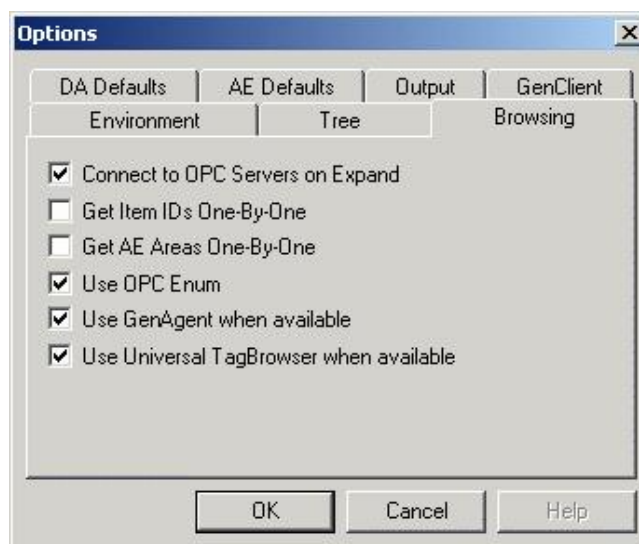 Options
DA Defaults AE Defaults Output GenClient
Environment Tree Browsing
Connect to OPC Servers on Expand
Get Item IDs One-By-One
Get AE Areas One-By-One
Use OPC Enum
Use GenAgent when available
Use Universal TagBrowser when available
OK Cancel Help